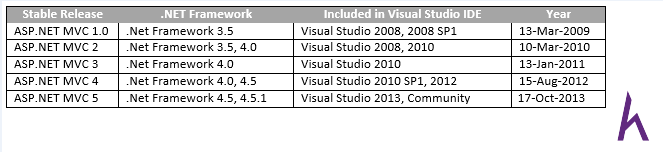 Stable Release .NET Framework Included in Visual Studio IDE Year
ASP.NET MVC 1.0 .Net Framework 3.5 Visual Studio 2008, 2008 SP1 13-Mar-2009
ASP.NET MVC 2 .Net Framework 3.5, 4.0 Visual Studio 2008, 2010 10-Mar-2010
ASP.NET MVC 3 .Net Framework 4.0 Visual Studio 2010 13-Jan-2011
ASP.NET MVC 4 .Net Framework 4.0, 4.5 Visual Studio 2010 SP1, 2012 15-Aug-2012
ASP.NET MVC 5 .Net Framework 4.5, 4.5.1 Visual Studio 2013, Community 17-Oct-2013